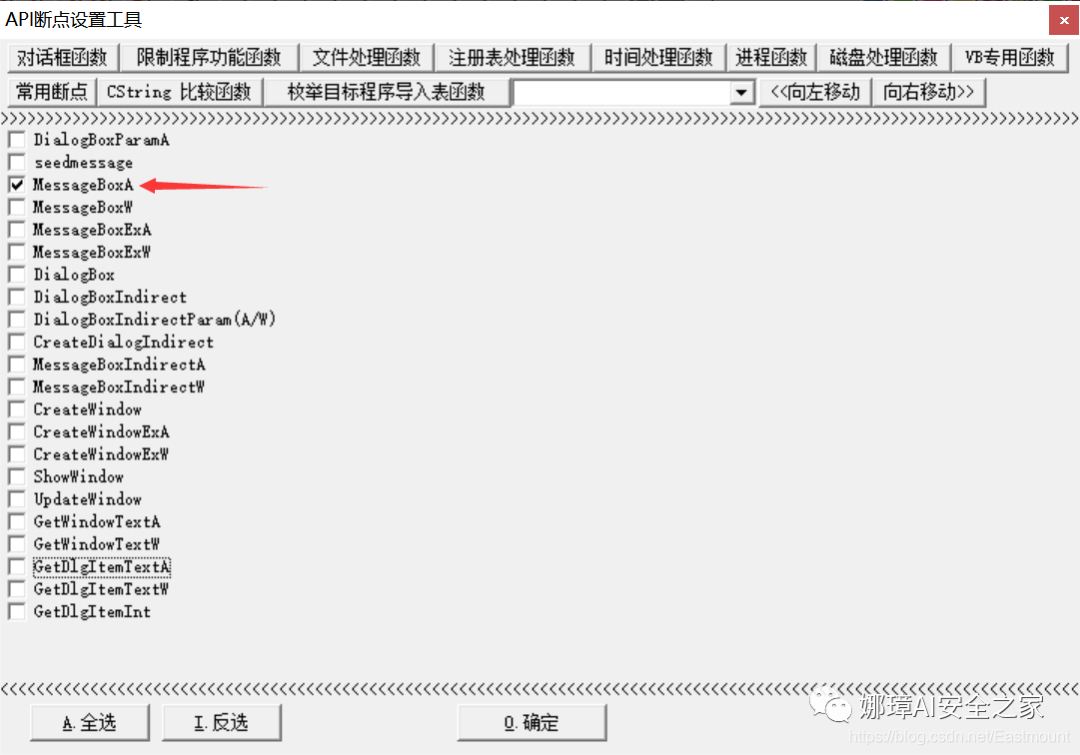 API断点设置工具
对话框函数 限制程序功能函数 文件处理函数 注册表处理函数 时间处理函数 进程函数 磁盘处理函数 VB专用函数
常用断点 CString 比较函数 枚举目标程序导入表函数 <<向左移动 向右移动>>
>>>>>>>>>>>>>>>>>>>>>>>>>>>>>>>>>>>>>>>>>>>>>>>>>>>>>>>>>>>>>>>>>>>>>>>>>>>>>>>>>>>>>>>>>>>>>>>>
DialogBoxParamA
seedmessage
MessageBoxA
MessageBoxW
MessageBoxExA
MessageBoxExW
DialogBox
DialogBoxIndirect
DialogBoxIndirectParam(A/W)
CreateDialogIndirect
MessageBoxIndirectA
MessageBoxIndirectW
CreateWindow
CreateWindowExA
CreateWindowExW
ShowWindow
UpdateWindow
GetWindowTextA
GetWindowTextW
GetDlgItemTextA
GetDlgItemTextW
GetDlgItemInt
<<<<<<<<<<<<<<<<<<<<<<<<<<<<<<<<<<<<<<<<<<<<<<<<<<<<<<<<<<<<<<<<<<<<<<<<<<<<<<<<<<<<<<<<<<<<<<<<
A.全选 I.反选 O.确定
娜璋AI安全之家
https://blog.csdn.net/Eastmount